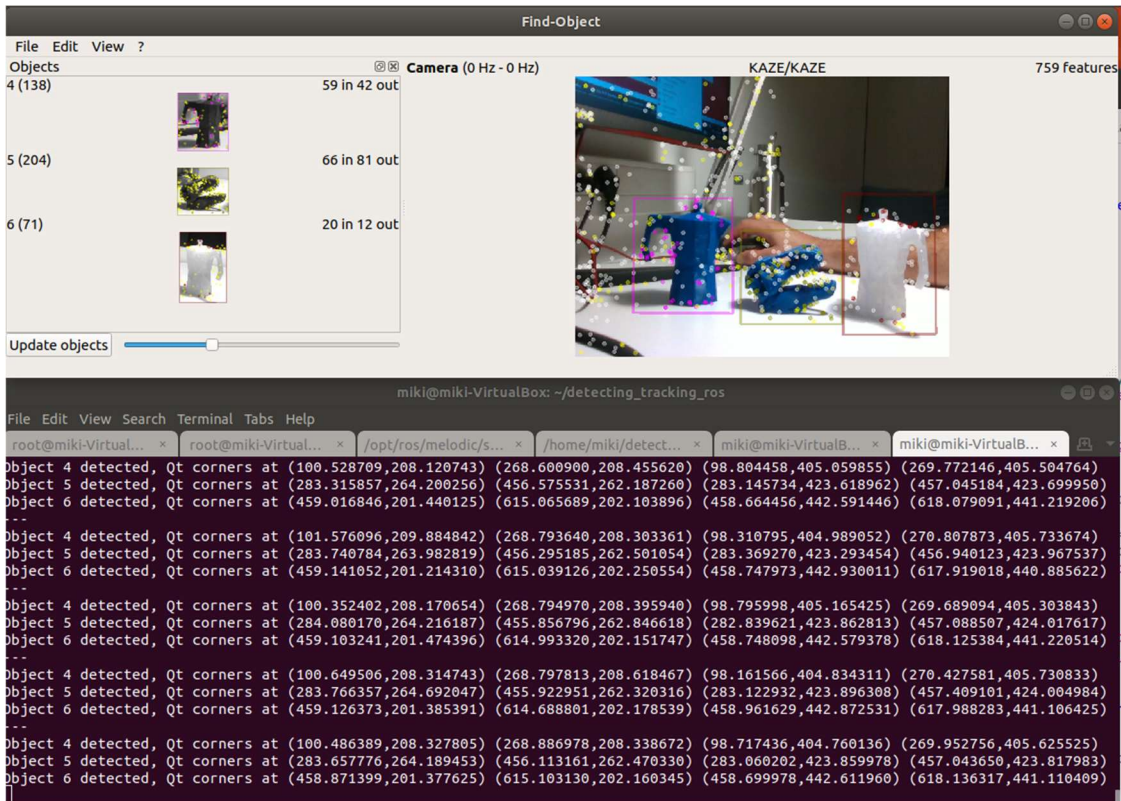 Find-Object
File Edit View ?
Objects
Camera (0 Hz - 0 Hz) KAZE/KAZE 759 features
4 (138) 59 in 42 out
5 (204) 66 in 81 out
6 (71) 20 in 12 out
Update objects
miki@miki-VirtualBox: ~/detecting_tracking_ros
File Edit View Search Terminal Tabs Help
root@miki-Virtual... × root@miki-Virtual... × /opt/ros/melodic/s... × /home/miki/detect... × miki@miki-VirtualB... × miki@miki-VirtualB... ×
Object 4 detected, Qt corners at (100.528709,208.120743) (268.600900,208.455620) (98.804458,405.059855) (269.772146,405.504764)
Object 5 detected, Qt corners at (283.315857,264.200256) (456.575531,262.187260) (283.145734,423.618962) (457.045184,423.699950)
Object 6 detected, Qt corners at (459.016846,201.440125) (615.065689,202.103896) (458.664456,442.591446) (618.079091,441.219206)
---
Object 4 detected, Qt corners at (101.576096,209.884842) (268.793640,208.303361) (98.310795,404.989052) (270.807873,405.733674)
Object 5 detected, Qt corners at (283.740784,263.982819) (456.295185,262.501054) (283.369270,423.293454) (456.940123,423.967537)
Object 6 detected, Qt corners at (459.141052,201.214310) (615.039126,202.250554) (458.747973,442.930011) (617.919018,440.885622)
---
Object 4 detected, Qt corners at (100.352402,208.170654) (268.794970,208.395940) (98.795998,405.165425) (269.689094,405.303843)
Object 5 detected, Qt corners at (284.080170,264.216187) (455.856796,262.846618) (282.839621,423.862813) (457.088507,424.017617)
Object 6 detected, Qt corners at (459.103241,201.474396) (614.993320,202.151747) (458.748098,442.579378) (618.125384,441.220514)
---
Object 4 detected, Qt corners at (100.649506,208.314743) (268.797813,208.618467) (98.161566,404.834311) (270.427581,405.730833)
Object 5 detected, Qt corners at (283.766357,264.692047) (455.922951,262.320316) (283.122932,423.896308) (457.409101,424.004984)
Object 6 detected, Qt corners at (459.126373,201.385391) (614.688801,202.178539) (458.961629,442.872531) (617.988283,441.106425)
---
Object 4 detected, Qt corners at (100.486389,208.327805) (268.886978,208.338672) (98.717436,404.760136) (269.952756,405.625525)
Object 5 detected, Qt corners at (283.657776,264.189453) (456.113161,262.470330) (283.060202,423.859978) (457.043650,423.817983)
Object 6 detected, Qt corners at (458.871399,201.377625) (615.103130,202.160345) (458.699978,442.611960) (618.136317,441.110409)